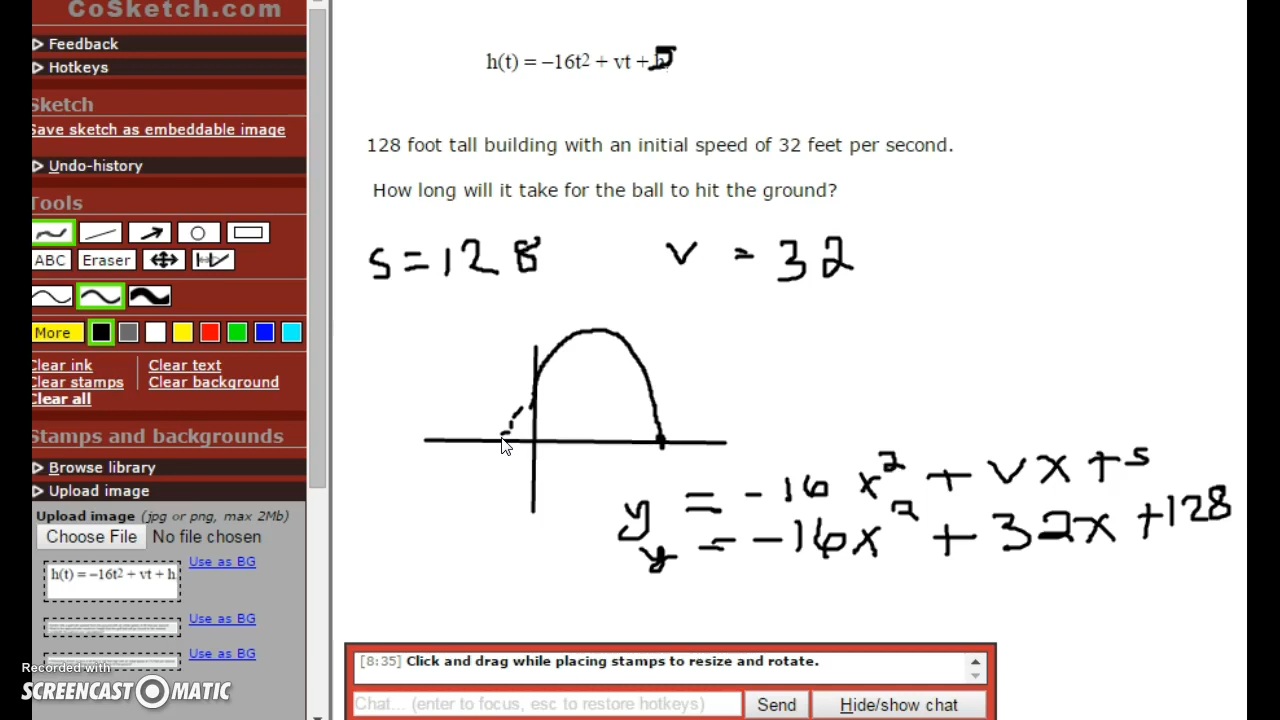 CoSketch.com
Feedback
Hotkeys
Sketch
Save sketch as embeddable image
Undo-history
Tools
ABC Eraser
More
Clear ink Clear text
Clear stamps Clear background
Clear all
Stamps and backgrounds
Browse library
Upload image
Upload image (jpg or png, max 2Mb)
Choose File No file chosen
h(t) = −16t² + vt + h
Use as BG
Use as BG
Use as BG
Recorded with
SCREENCAST O MATIC
h(t) = −16t² + vt +
128 foot tall building with an initial speed of 32 feet per second.
How long will it take for the ball to hit the ground?
s = 128 v = 32
y = -16 x² + vx + s
y = -16x² + 32x + 128
[8:35] Click and drag while placing stamps to resize and rotate.
Chat... (enter to focus, esc to restore hotkeys) Send Hide/show chat